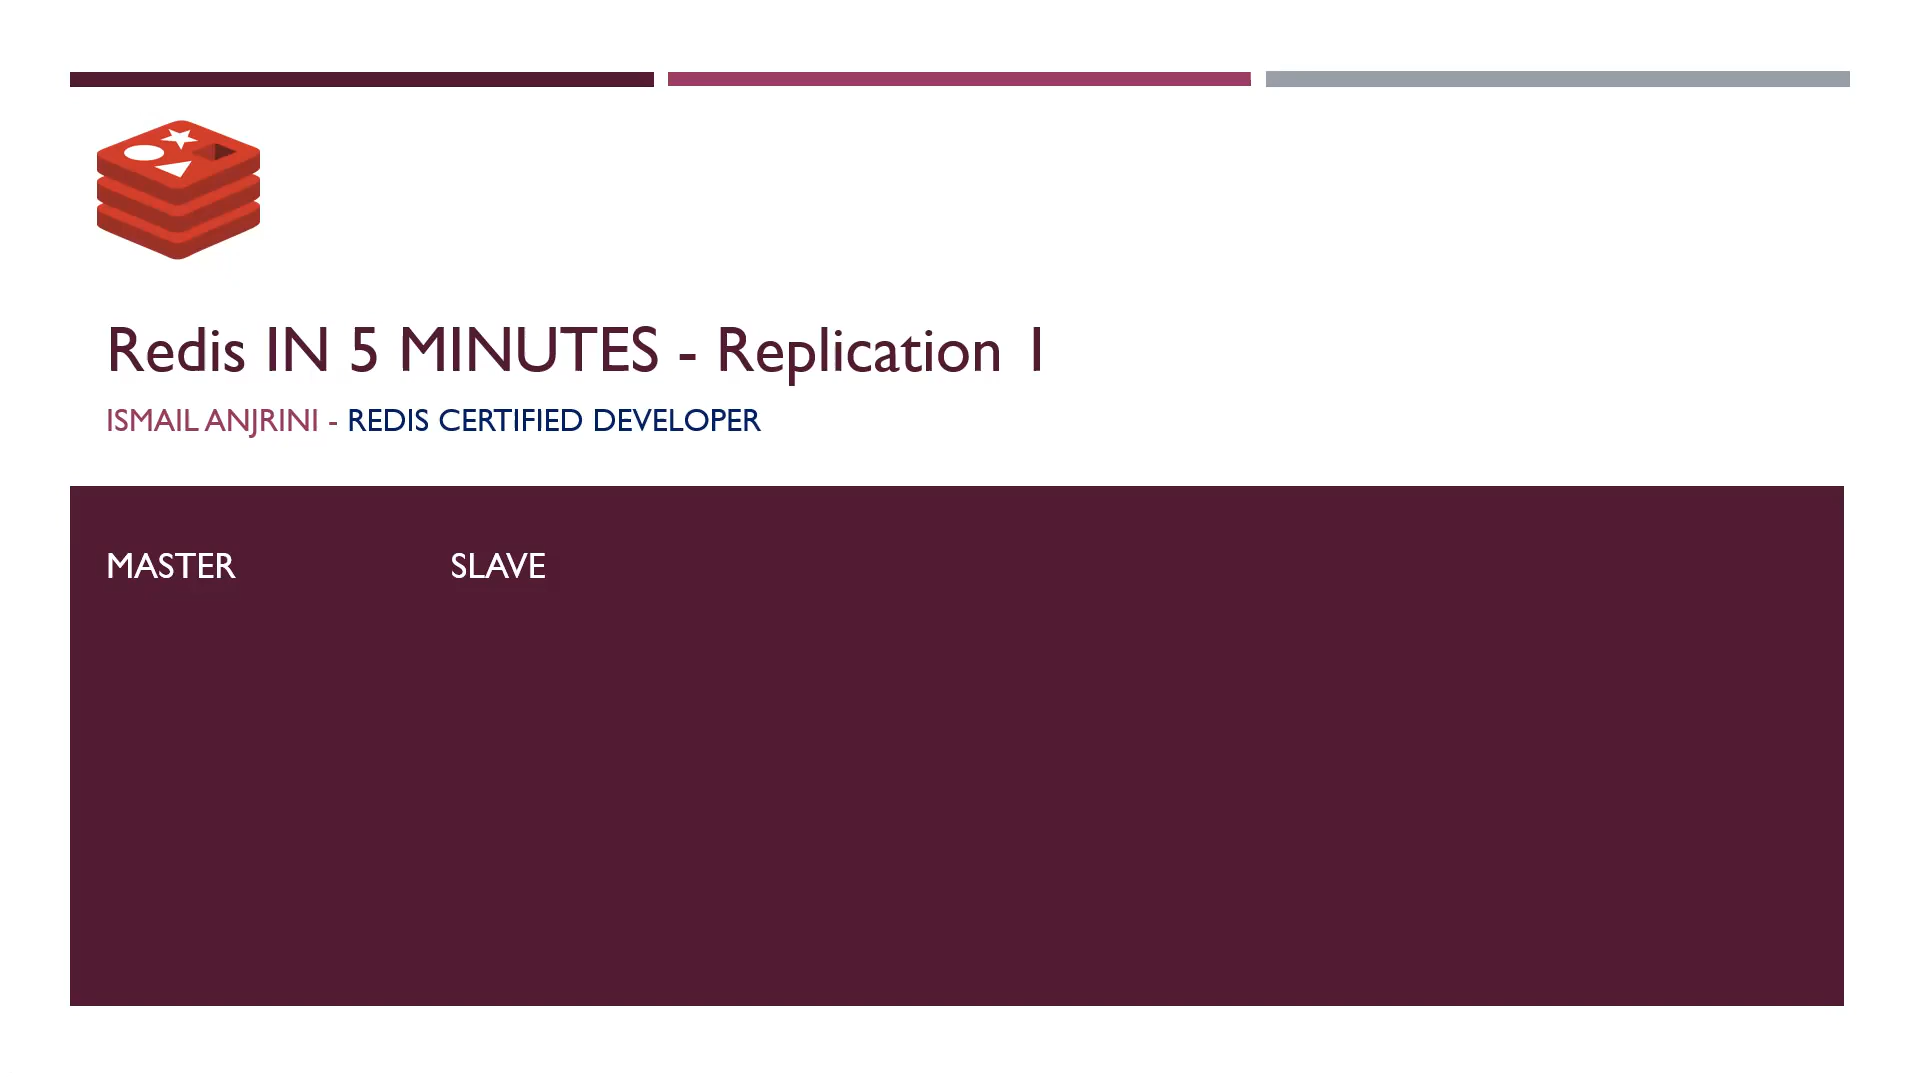 Redis IN 5 MINUTES - Replication 1
ISMAIL ANJRINI - REDIS CERTIFIED DEVELOPER
MASTER SLAVE